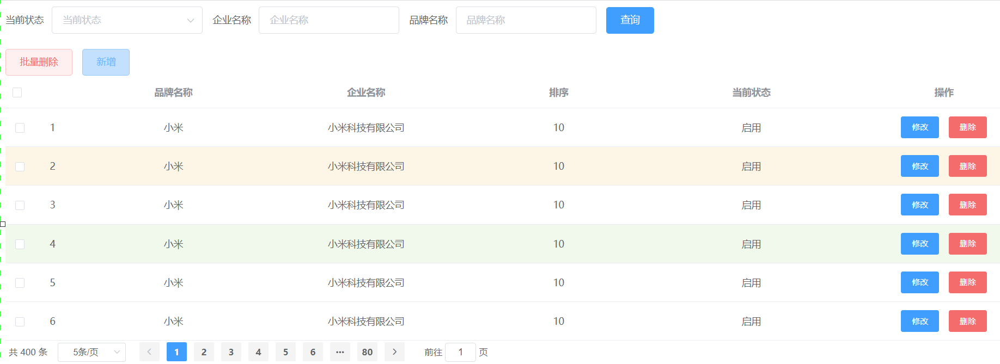 当前状态 当前状态 企业名称 企业名称 品牌名称 品牌名称 查询
批量删除 新增
品牌名称 企业名称 排序 当前状态 操作
1 小米 小米科技有限公司 10 启用 修改 删除
2 小米 小米科技有限公司 10 启用 修改 删除
3 小米 小米科技有限公司 10 启用 修改 删除
4 小米 小米科技有限公司 10 启用 修改 删除
5 小米 小米科技有限公司 10 启用 修改 删除
6 小米 小米科技有限公司 10 启用 修改 删除
共 400 条 5条/页 1 2 3 4 5 6 ··· 80 前往 1 页